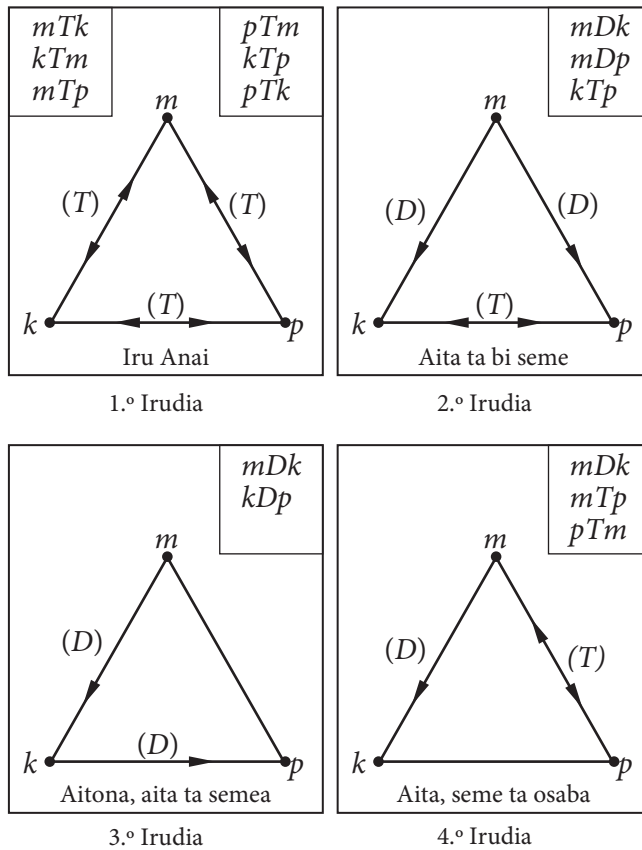 mTk
kTm
mTp
pTm
kTp
pTk
m
(T)
(T)
(T)
k
p
Iru Anai
1.º Irudia
mDk
mDp
kTp
m
(D)
(D)
(T)
k
p
Aita ta bi seme
2.º Irudia
mDk
kDp
m
(D)
(D)
k
p
Aitona, aita ta semea
3.º Irudia
mDk
mTp
pTm
m
(D)
(T)
k
p
Aita, seme ta osaba
4.º Irudia